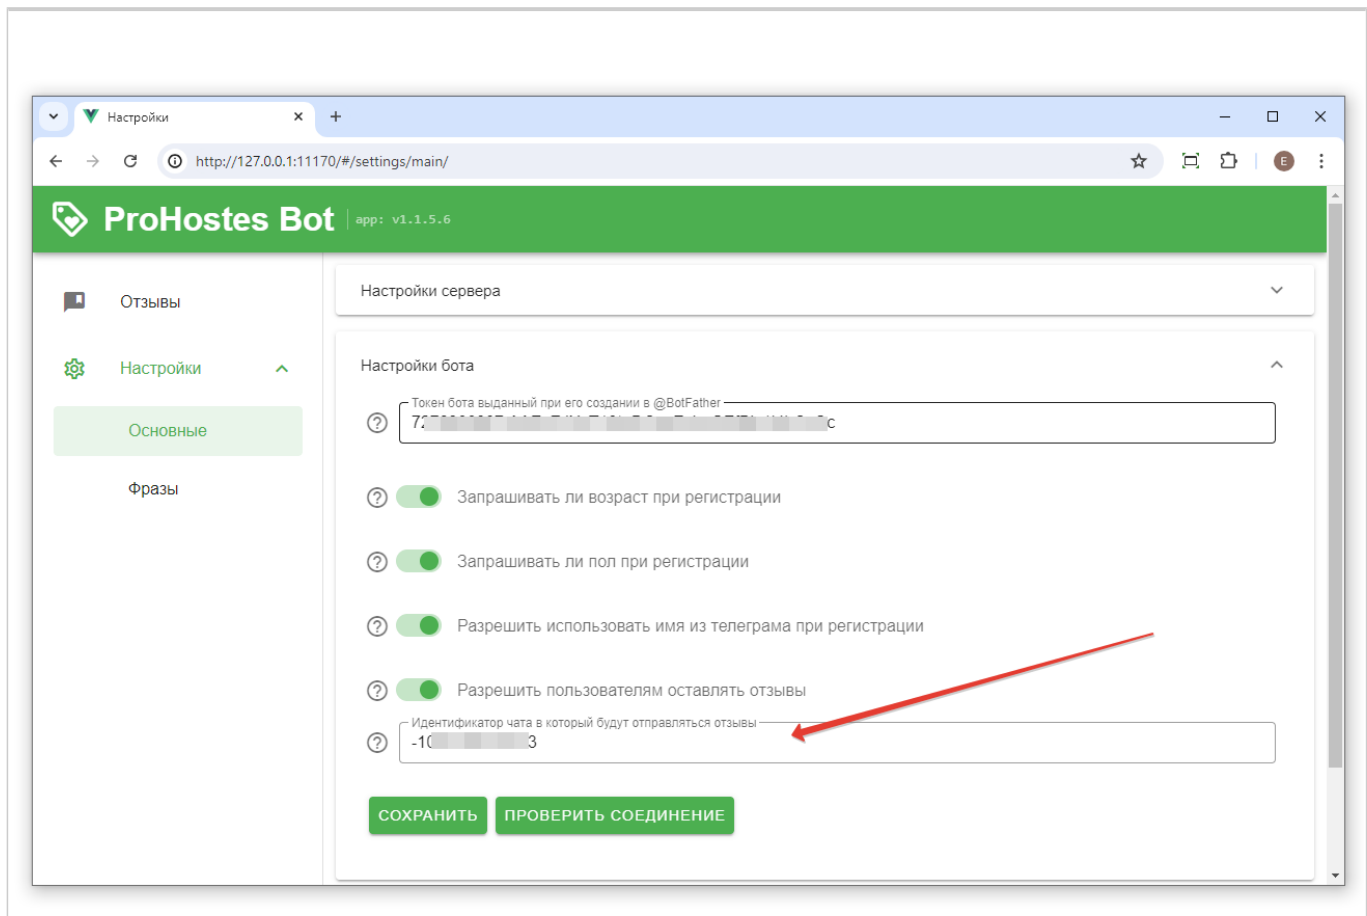 Настройки
http://127.0.0.1:11170/#/settings/main/
E
ProHostes Bot
app: v1.1.5.6
Отзывы
Настройки
Основные
Фразы
Настройки сервера
Настройки бота
Токен бота выданный при его создании в @BotFather
Запрашивать ли возраст при регистрации
Запрашивать ли пол при регистрации
Разрешить использовать имя из телеграма при регистрации
Разрешить пользователям оставлять отзывы
Идентификатор чата в который будут отправляться отзывы
СОХРАНИТЬ ПРОВЕРИТЬ СОЕДИНЕНИЕ